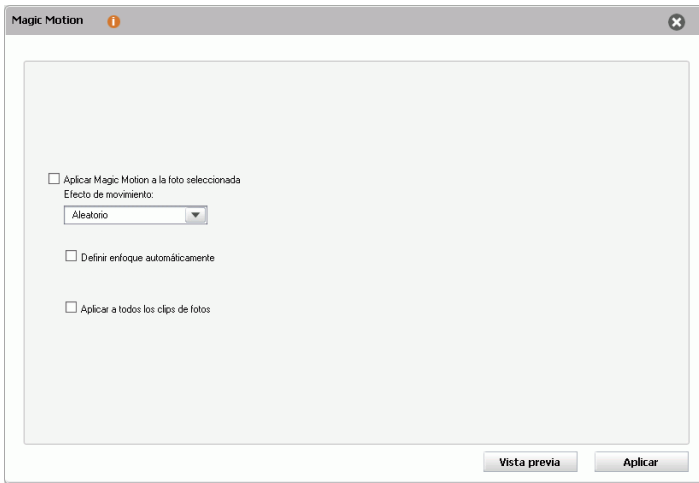 Magic Motion
Aplicar Magic Motion a la foto seleccionada
Efecto de movimiento:
Aleatorio
Definir enfoque automáticamente
Aplicar a todos los clips de fotos
Vista previa Aplicar